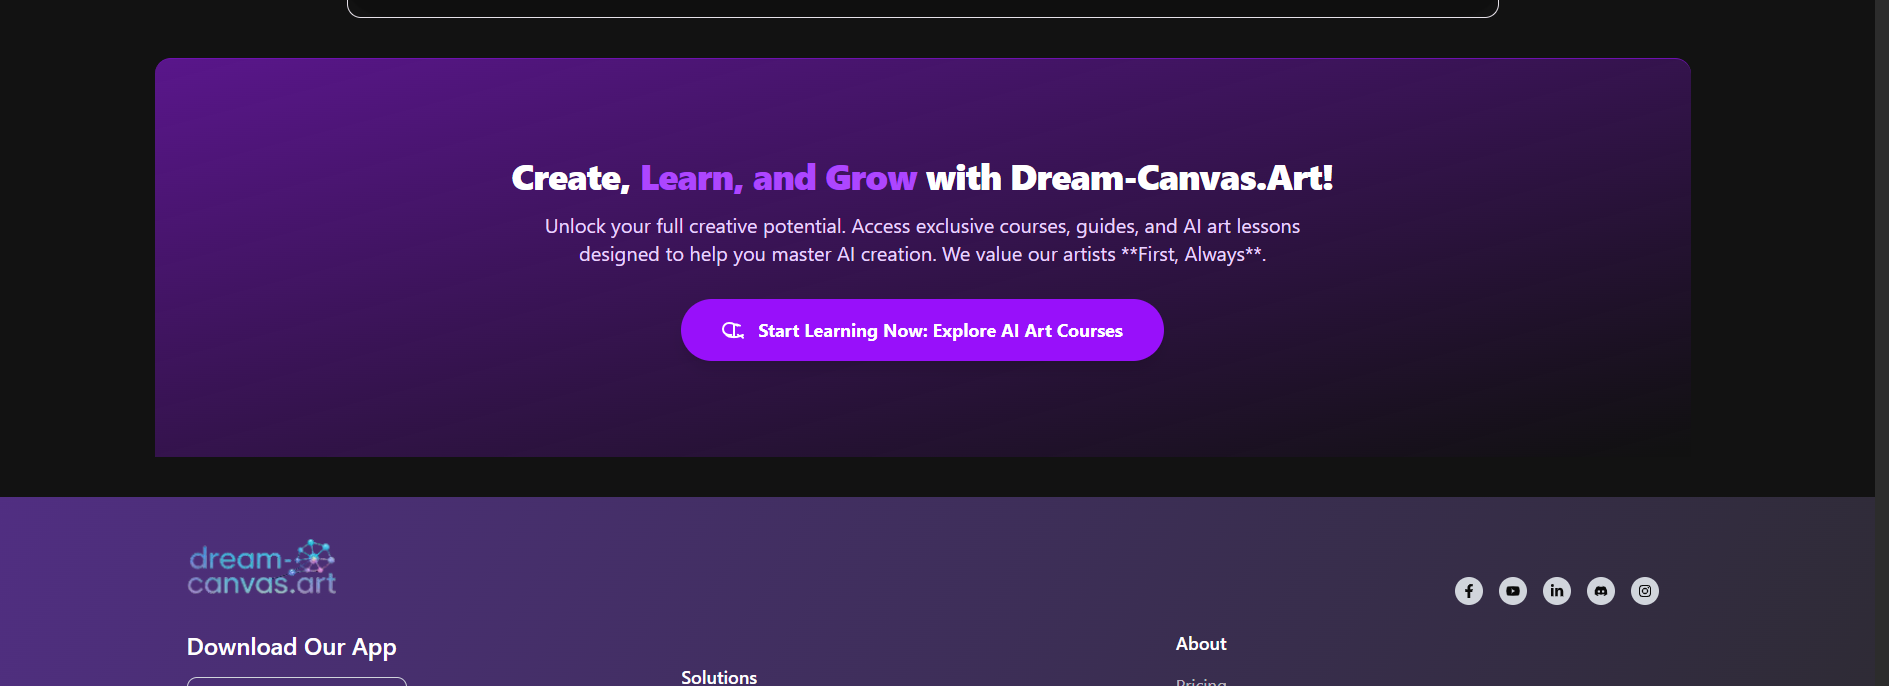 Create, Learn, and Grow with Dream-Canvas.Art!
Unlock your full creative potential. Access exclusive courses, guides, and AI art lessons
designed to help you master AI creation. We value our artists **First, Always**.
Start Learning Now: Explore AI Art Courses
dream-
canvas.art
Download Our App
Solutions
About
Pricing